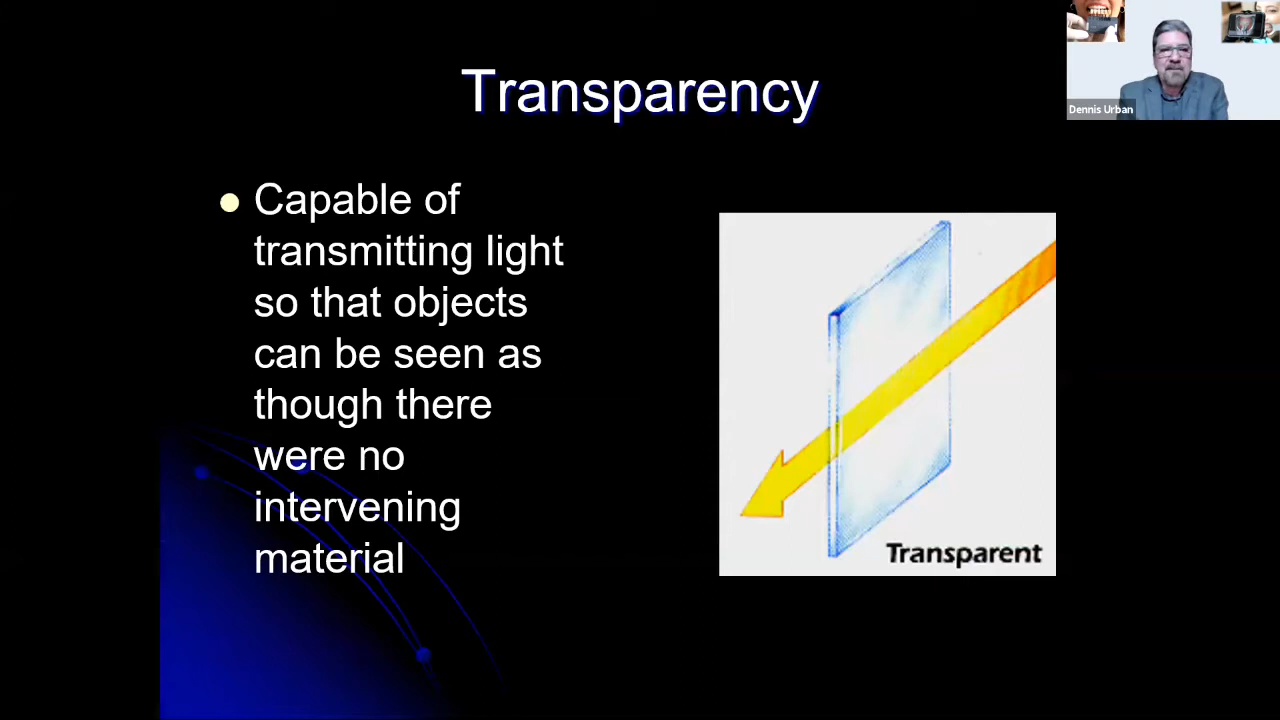 Transparency
Dennis Urban
Capable of
transmitting light
so that objects
can be seen as
though there
were no
intervening
material
Transparent